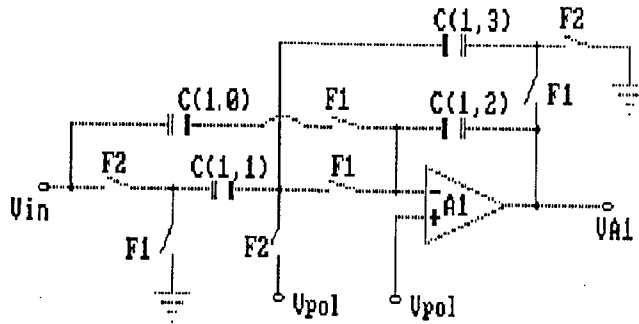 C(1,3) F2
C(1,0) F1 C(1,2) F1
F2 C(1,1) F1
Vin A1 VA1
- +
F1 F2
Vpol Vpol